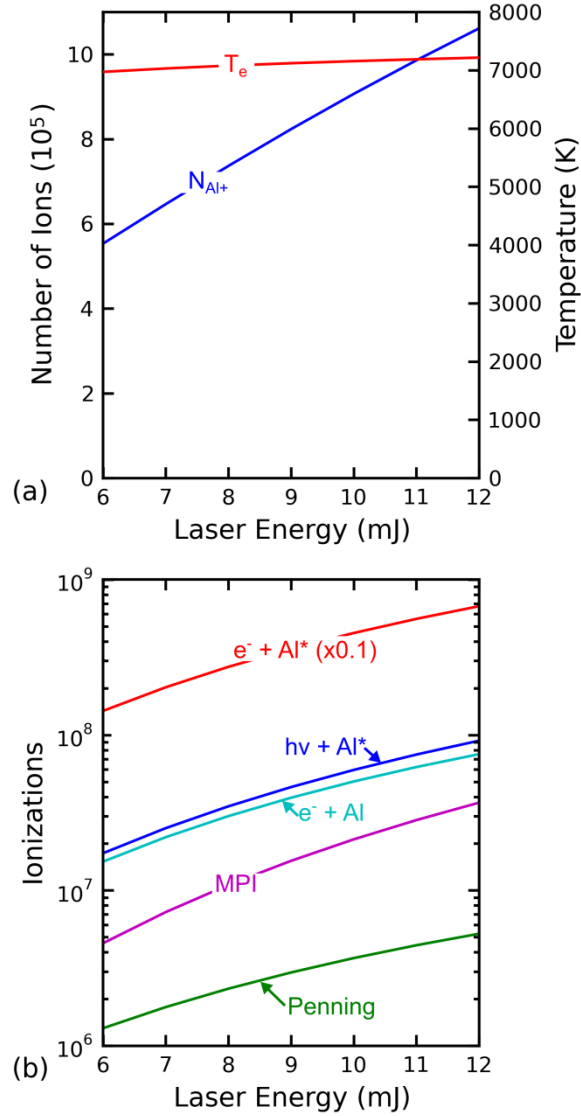 8000
10
7000
Tₑ
6000
8
N_Al+
5000
6
4000
Number of Ions (10⁵)
Temperature (K)
3000
4
2000
2
1000
0
0
(a)
6 7 8 9 10 11 12
Laser Energy (mJ)
10⁹
e⁻ + Al* (x0.1)
10⁸
hv + Al*
e⁻ + Al
Ionizations
MPI
10⁷
Penning
10⁶
(b)
6 7 8 9 10 11 12
Laser Energy (mJ)